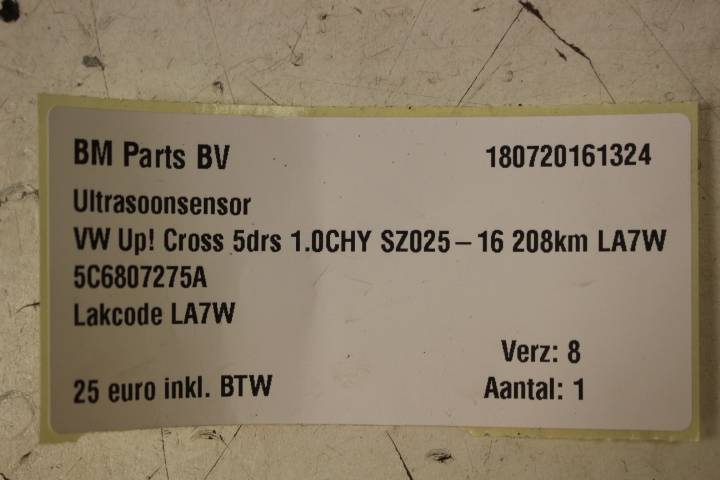 BM Parts BV 180720161324
Ultrasoonsensor
VW Up! Cross 5drs 1.0CHY SZ025 – 16 208km LA7W
5C6807275A
Lakcode LA7W
Verz: 8
25 euro inkl. BTW Aantal: 1